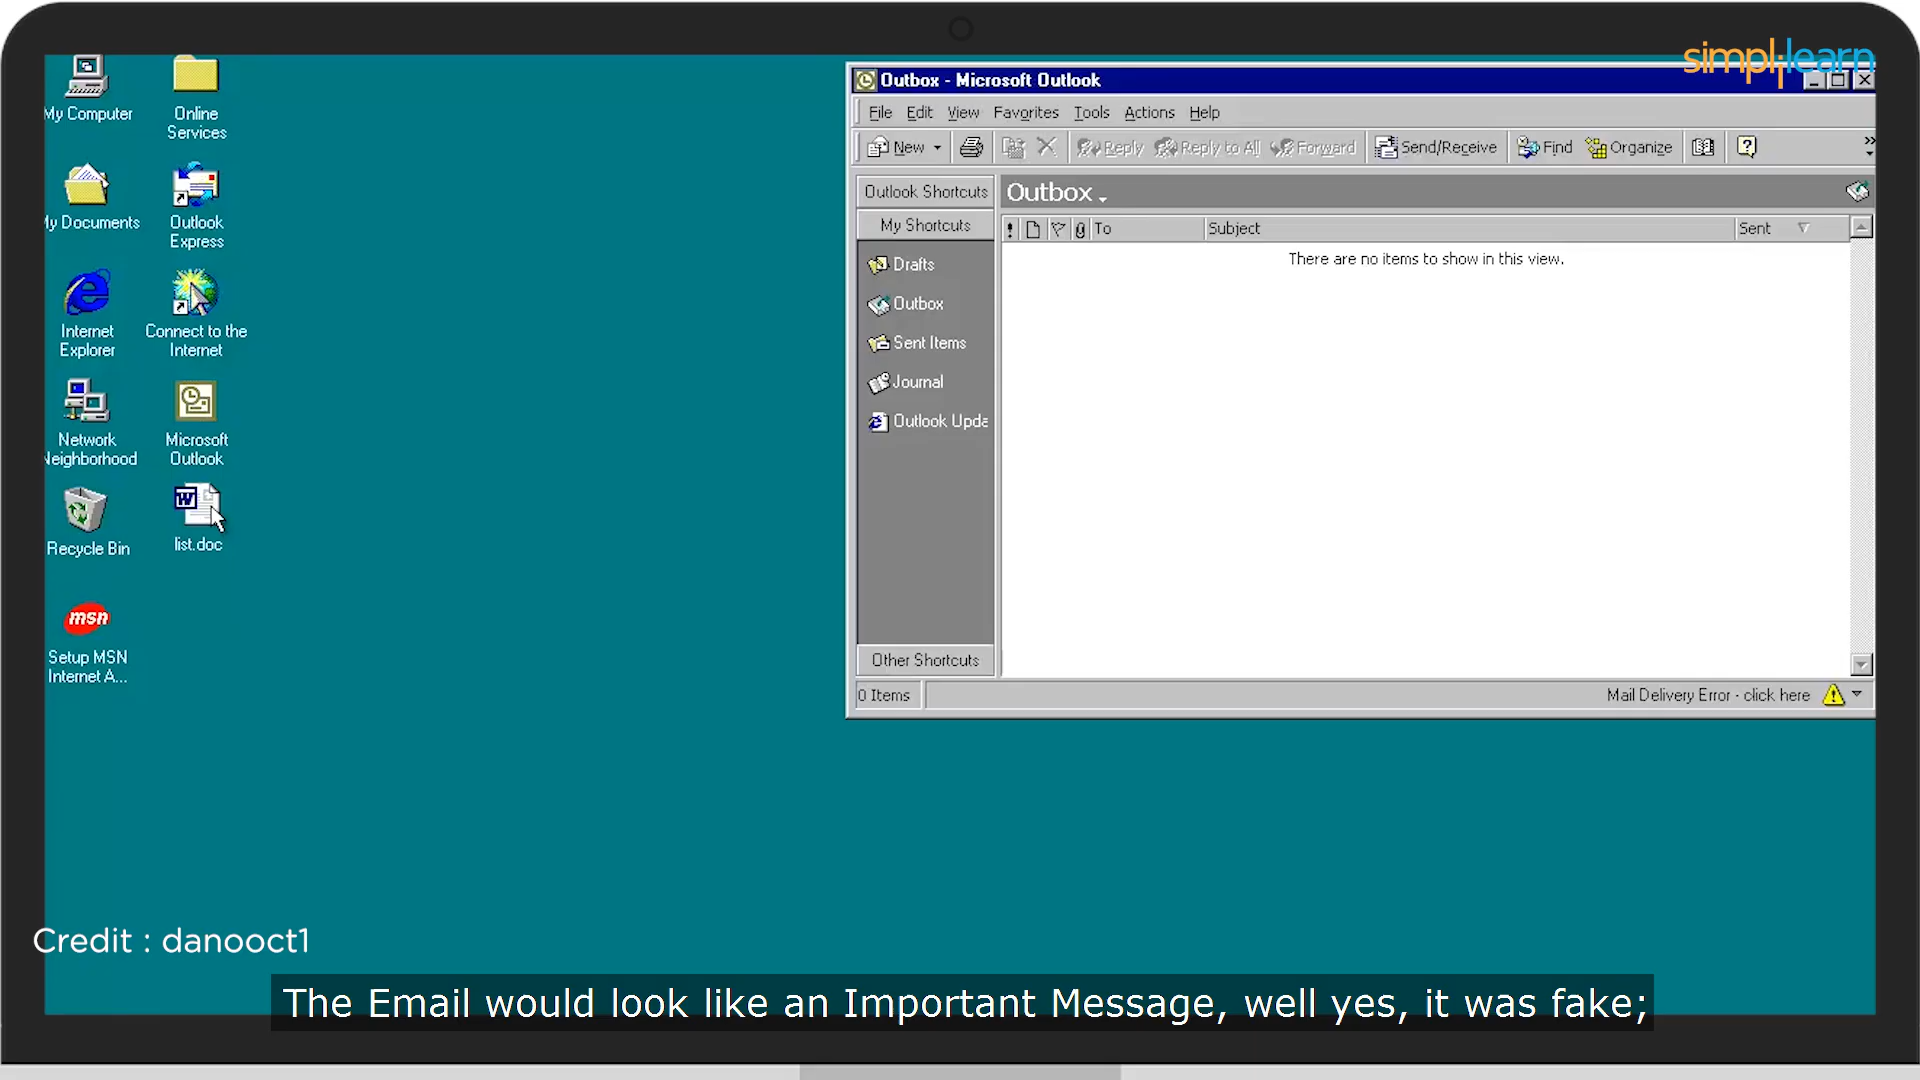 simplilearn
My Computer
Online
Services
My Documents
Outlook
Express
Internet
Explorer
Connect to the
Internet
Network
Neighborhood
Microsoft
Outlook
Recycle Bin
list.doc
msn
Setup MSN
Internet A...
Outbox - Microsoft Outlook
File Edit View Favorites Tools Actions Help
New Reply Reply to All Forward Send/Receive Find Organize
Outlook Shortcuts
My Shortcuts
Drafts
Outbox
Sent Items
Journal
Outlook Upda
Other Shortcuts
Outbox
To Subject Sent
There are no items to show in this view.
0 Items
Mail Delivery Error - click here
Credit : danooct1
The Email would look like an Important Message, well yes, it was fake;